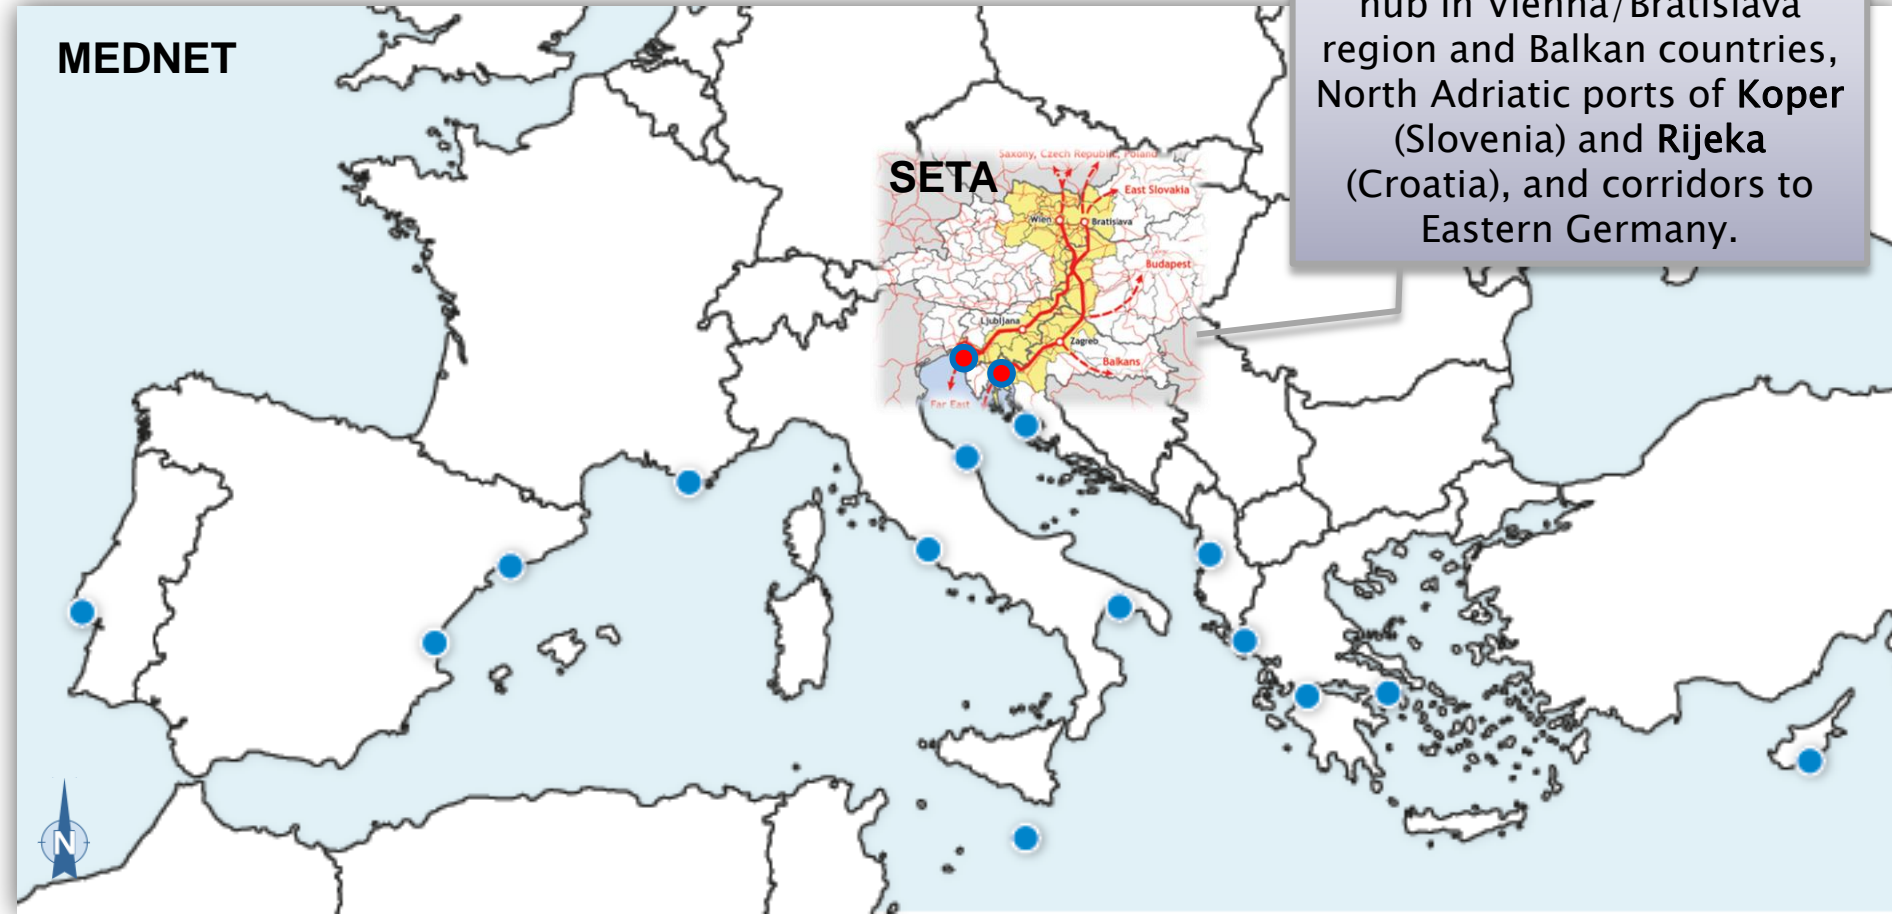 MEDNET
hub in Vienna/Bratislava
region and Balkan countries,
North Adriatic ports of Koper
(Slovenia) and Rijeka
(Croatia), and corridors to
Eastern Germany.
SETA
Saxony, Czech Republic, Poland
East Slovakia
Wien
Bratislava
Budapest
Ljubljana
Zagreb
Balkans
Far East
N